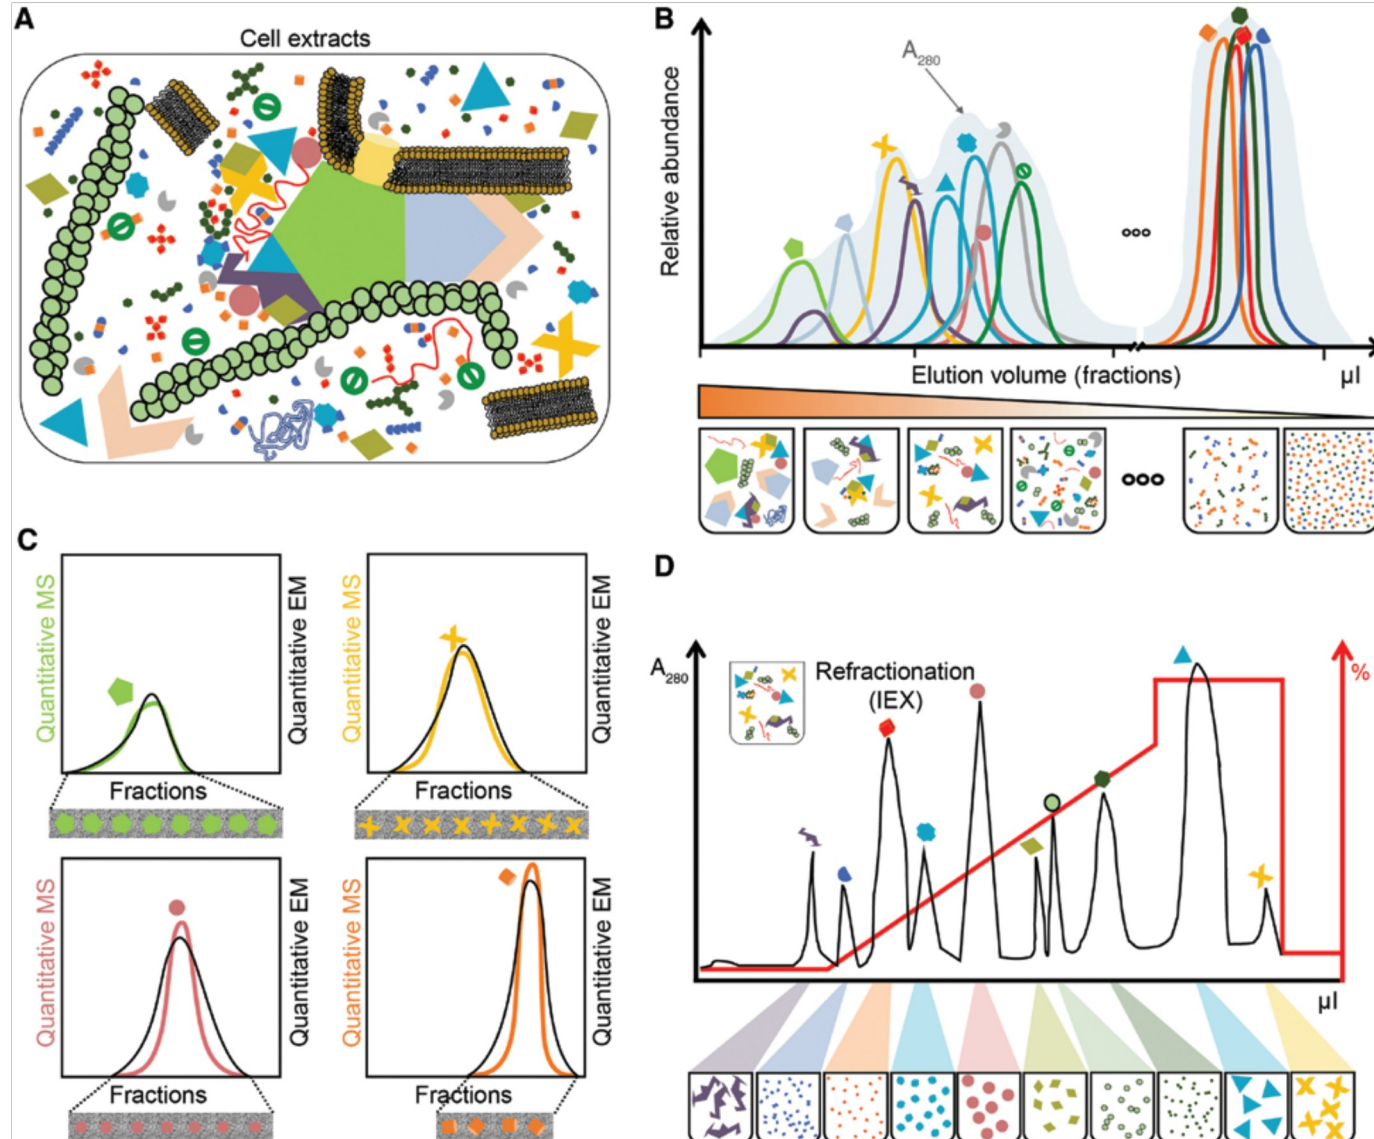 A
Cell extracts
B
Relative abundance
A280
Elution volume (fractions)
µl
C
Quantitative MS
Quantitative EM
Fractions
Quantitative MS
Quantitative EM
Fractions
Quantitative MS
Quantitative EM
Fractions
Quantitative MS
Quantitative EM
Fractions
D
A280
Refractionation
(IEX)
%
µl